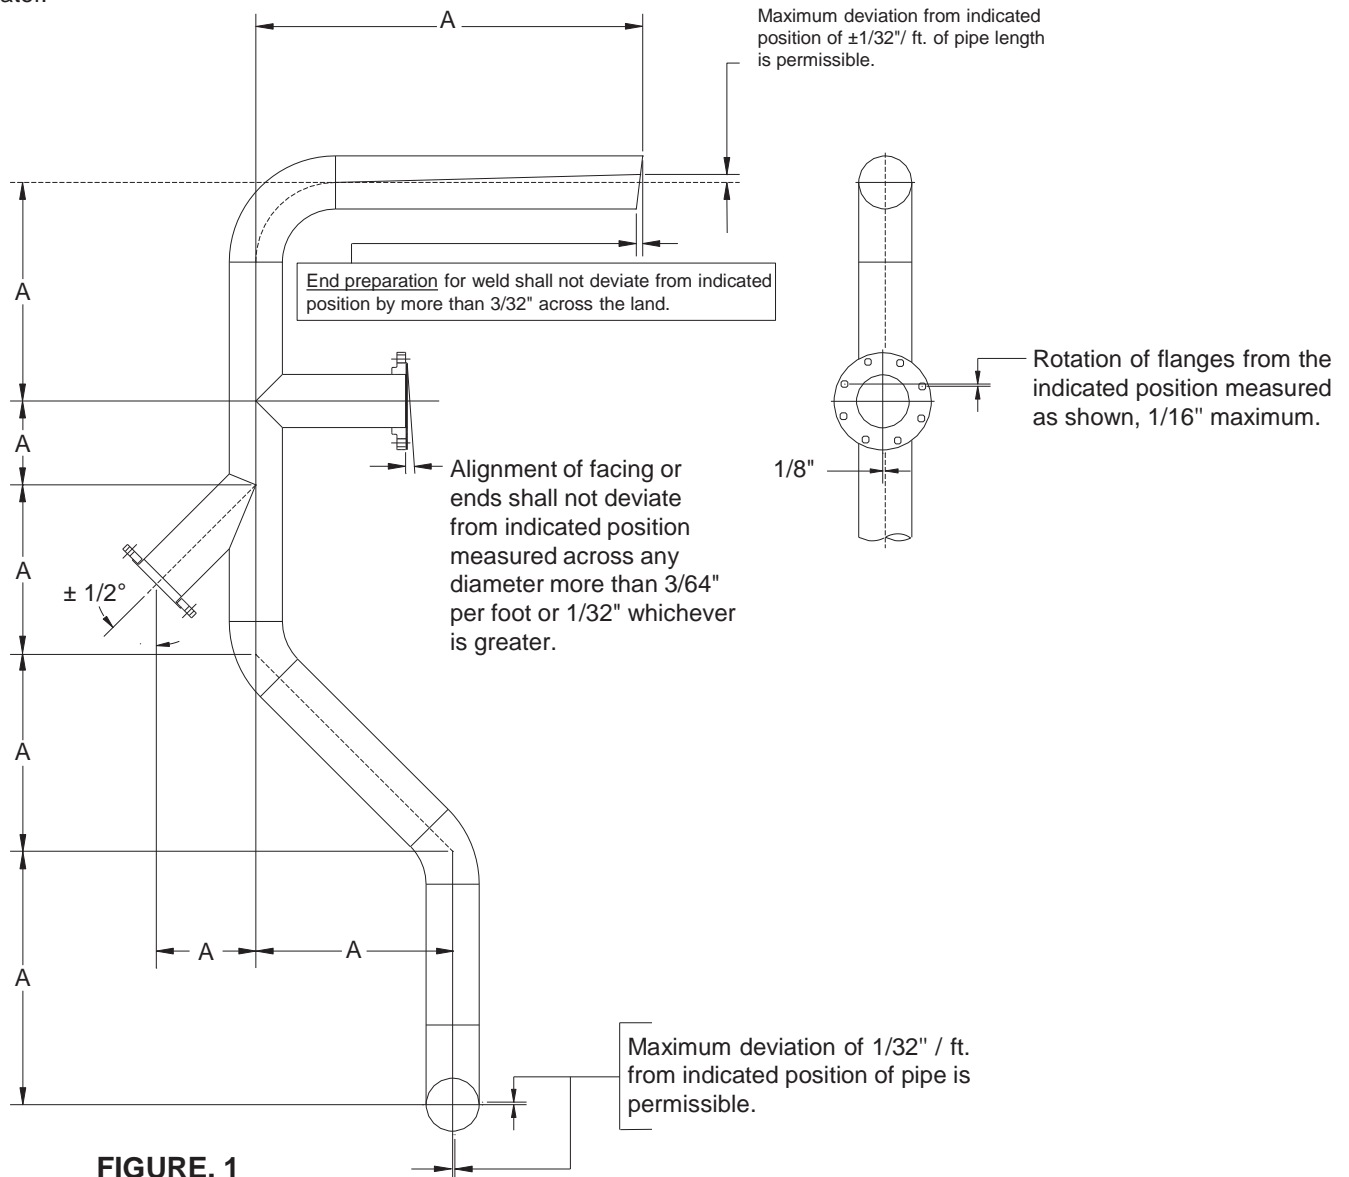 A
Maximum deviation from indicated
position of ±1/32"/ ft. of pipe length
is permissible.
End preparation for weld shall not deviate from indicated
position by more than 3/32" across the land.
A
Rotation of flanges from the
indicated position measured
as shown, 1/16" maximum.
A
1/8"
Alignment of facing or
ends shall not deviate
from indicated position
measured across any
diameter more than 3/64"
per foot or 1/32" whichever
is greater.
A
± 1/2°
A
A
A
A
Maximum deviation of 1/32" / ft.
from indicated position of pipe is
permissible.
FIGURE. 1